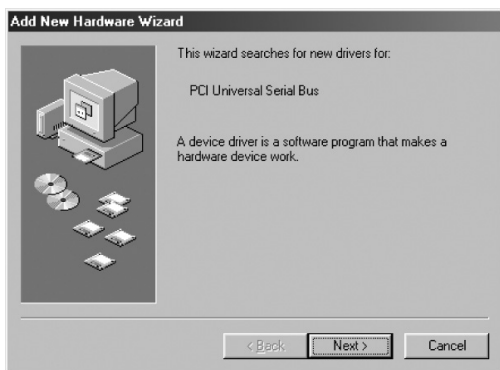 Add New Hardware Wizard
This wizard searches for new drivers for:
PCI Universal Serial Bus
A device driver is a software program that makes a
hardware device work.
< Back
Next >
Cancel